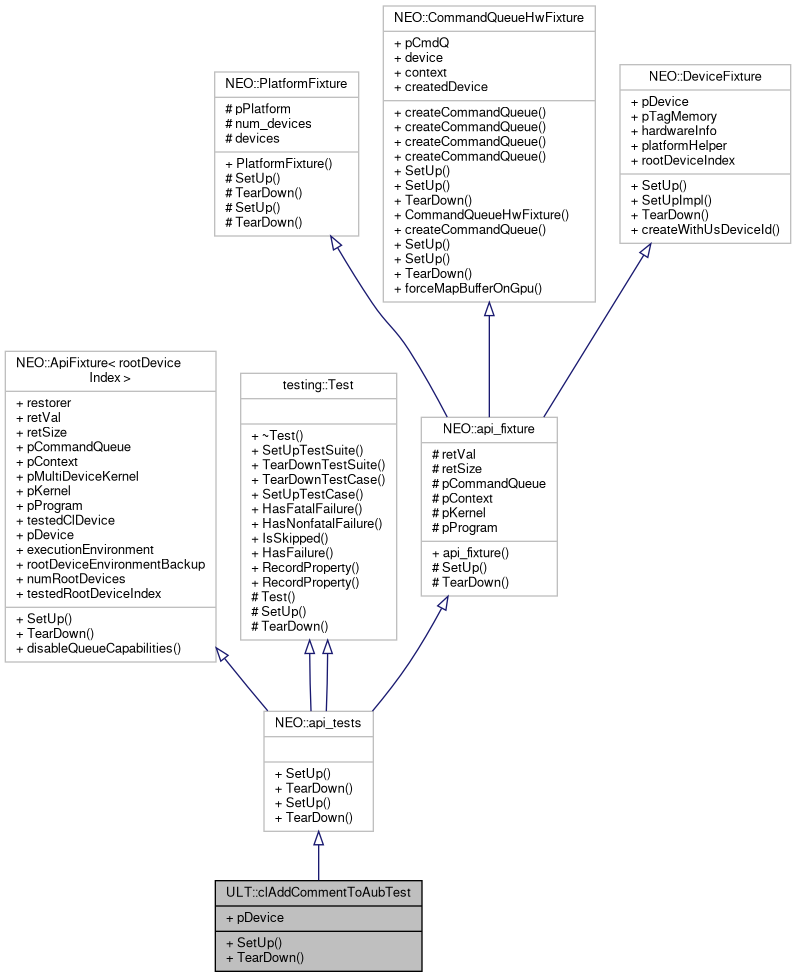 NEO::CommandQueueHwFixture
+ pCmdQ
+ device
+ context
+ createdDevice
+ createCommandQueue()
+ createCommandQueue()
+ createCommandQueue()
+ createCommandQueue()
+ SetUp()
+ SetUp()
+ TearDown()
+ CommandQueueHwFixture()
+ createCommandQueue()
+ SetUp()
+ SetUp()
+ TearDown()
+ forceMapBufferOnGpu()
NEO::PlatformFixture
# pPlatform
# num_devices
# devices
+ PlatformFixture()
# SetUp()
# TearDown()
# SetUp()
# TearDown()
NEO::DeviceFixture
+ pDevice
+ pTagMemory
+ hardwareInfo
+ platformHelper
+ rootDeviceIndex
+ SetUp()
+ SetUpImpl()
+ TearDown()
+ createWithUsDeviceId()
NEO::ApiFixture< rootDevice
Index >
+ restorer
+ retVal
+ retSize
+ pCommandQueue
+ pContext
+ pMultiDeviceKernel
+ pKernel
+ pProgram
+ testedClDevice
+ pDevice
+ executionEnvironment
+ rootDeviceEnvironmentBackup
+ numRootDevices
+ testedRootDeviceIndex
+ SetUp()
+ TearDown()
+ disableQueueCapabilities()
testing::Test
+ ~Test()
+ SetUpTestSuite()
+ TearDownTestSuite()
+ TearDownTestCase()
+ SetUpTestCase()
+ HasFatalFailure()
+ HasNonfatalFailure()
+ IsSkipped()
+ HasFailure()
+ RecordProperty()
+ RecordProperty()
# Test()
# SetUp()
# TearDown()
NEO::api_fixture
# retVal
# retSize
# pCommandQueue
# pContext
# pKernel
# pProgram
+ api_fixture()
# SetUp()
# TearDown()
NEO::api_tests
+ SetUp()
+ TearDown()
+ SetUp()
+ TearDown()
ULT::clAddCommentToAubTest
+ pDevice
+ SetUp()
+ TearDown()